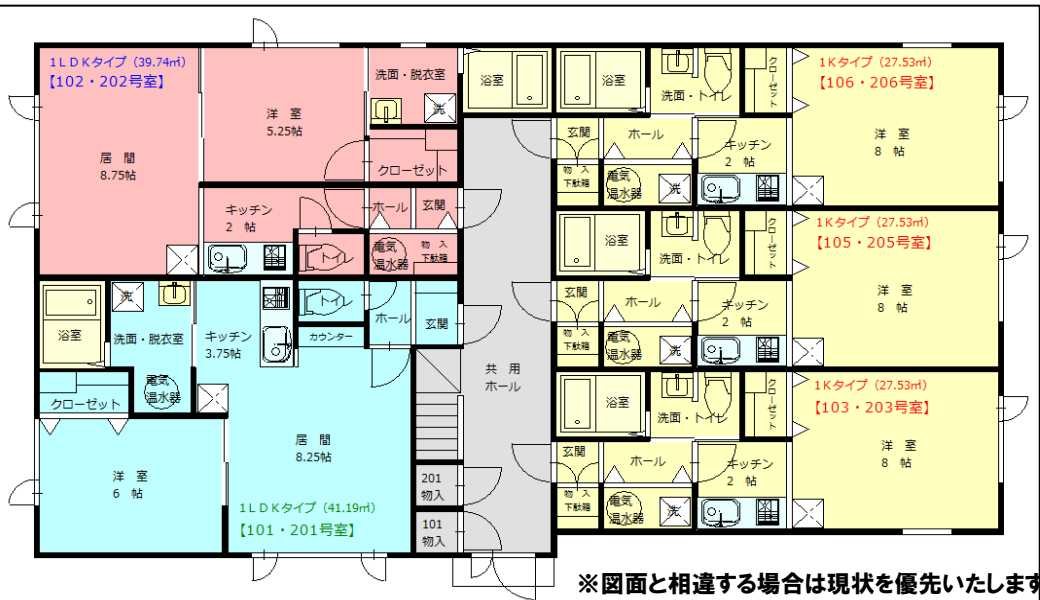 1ＬＤＫタイプ（39.74㎡）
【102・202号室】
洋 室
5.25帖
居 間
8.75帖
洗面・脱衣室
洗
クローゼット
キッチン
2 帖
ホール
玄関
トイレ
電気
温水器
物 入
下駄箱
浴室
浴室
洗面・トイレ
クローゼット
1Ｋタイプ（27.53㎡）
【106・206号室】
洋 室
8 帖
玄関
ホール
キッチン
2 帖
物 入
下駄箱
電気
温水器
洗
浴室
洗面・トイレ
クローゼット
1Ｋタイプ（27.53㎡）
【105・205号室】
洋 室
8 帖
玄関
ホール
キッチン
2 帖
物 入
下駄箱
電気
温水器
洗
浴室
洗面・トイレ
クローゼット
1Ｋタイプ（27.53㎡）
【103・203号室】
洋 室
8 帖
玄関
ホール
キッチン
2 帖
物 入
下駄箱
電気
温水器
洗
浴室
洗
洗面・脱衣室
電気
温水器
キッチン
3.75帖
トイレ
カウンター
ホール
玄関
クローゼット
洋 室
6 帖
居 間
8.25帖
1ＬＤＫタイプ（41.19㎡）
【101・201号室】
共 用
ホール
201
物入
101
物入
※図面と相違する場合は現状を優先いたします